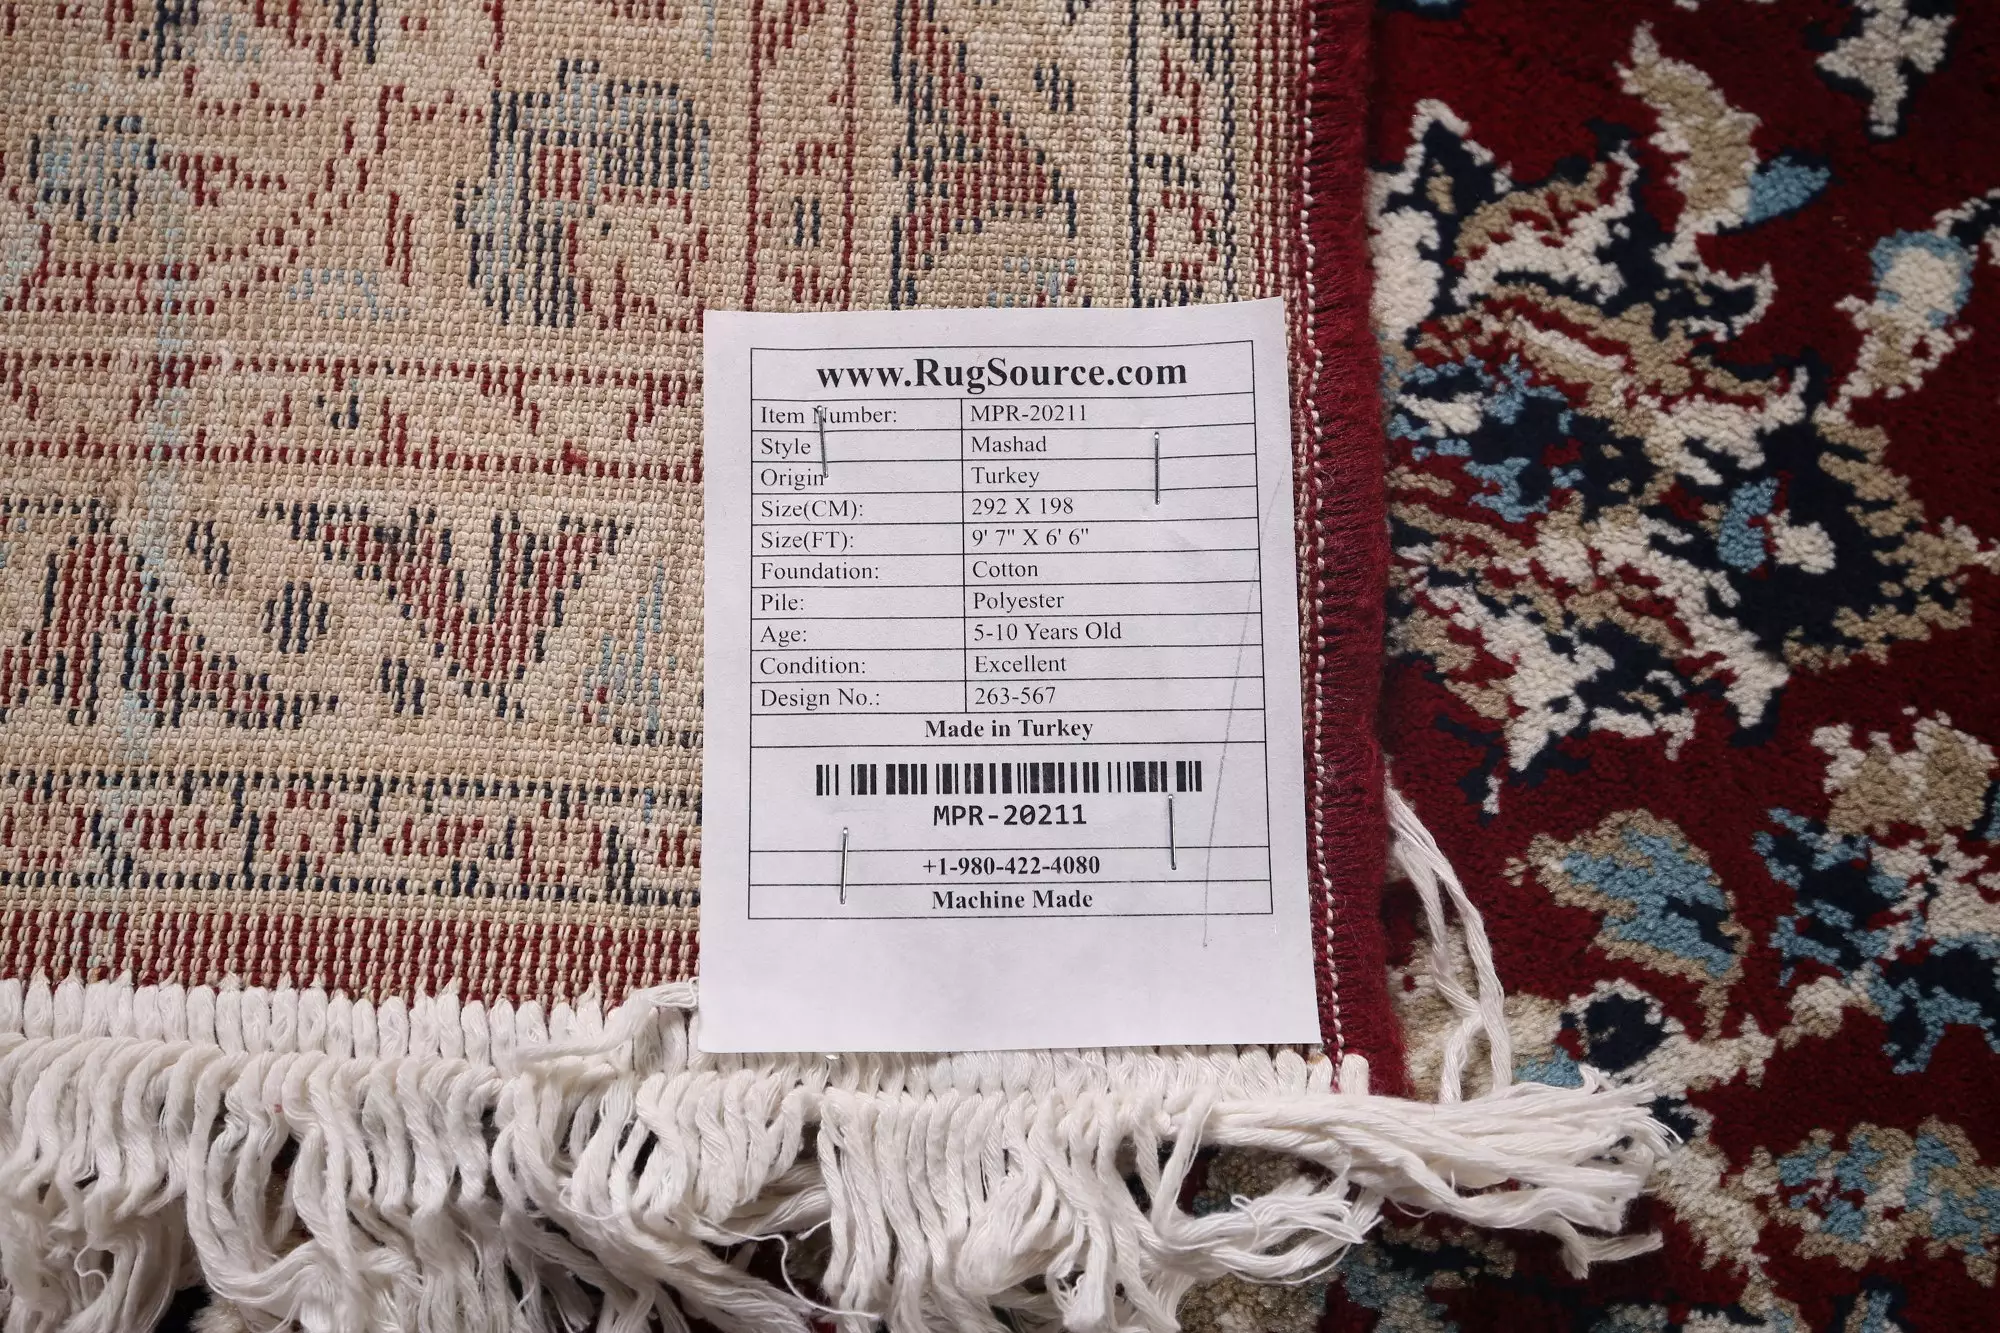 www.RugSource.com
Item Number: MPR-20211
Style Mashad
Origin Turkey
Size(CM): 292 X 198
Size(FT): 9' 7" X 6' 6"
Foundation: Cotton
Pile: Polyester
Age: 5-10 Years Old
Condition: Excellent
Design No.: 263-567
Made in Turkey
MPR-20211
+1-980-422-4080
Machine Made